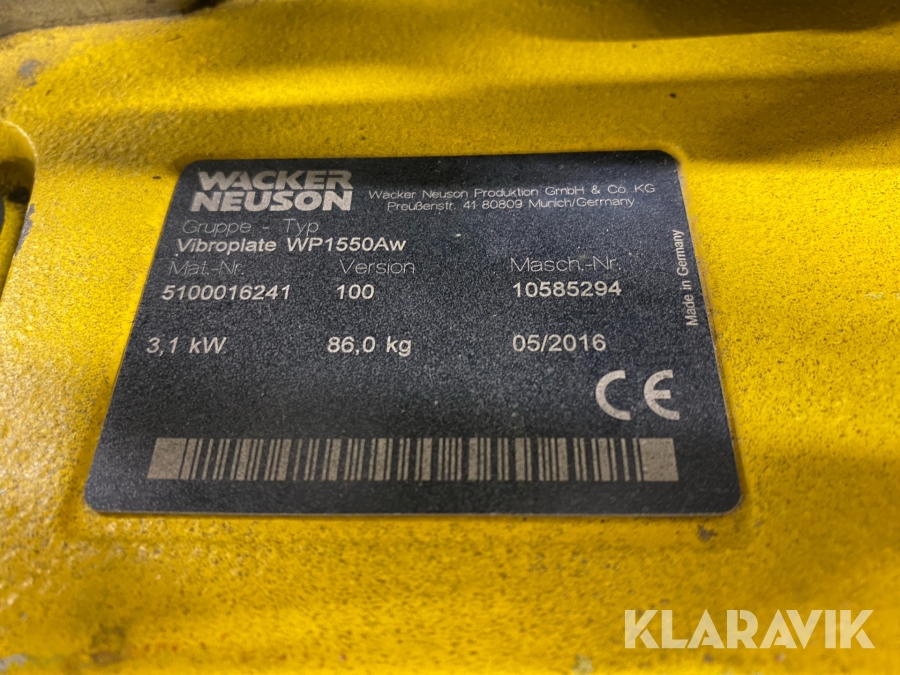 WACKER
NEUSON
Wacker Neuson Produktion GmbH & Co. KG
Preußenstr. 41 80809 Munich/Germany
Gruppe - Typ
Vibroplate WP1550Aw
Mat.-Nr. Version Masch.-Nr.
5100016241 100 10585294
3,1 kW 86,0 kg 05/2016
Made in Germany
CE
KLARAVIK